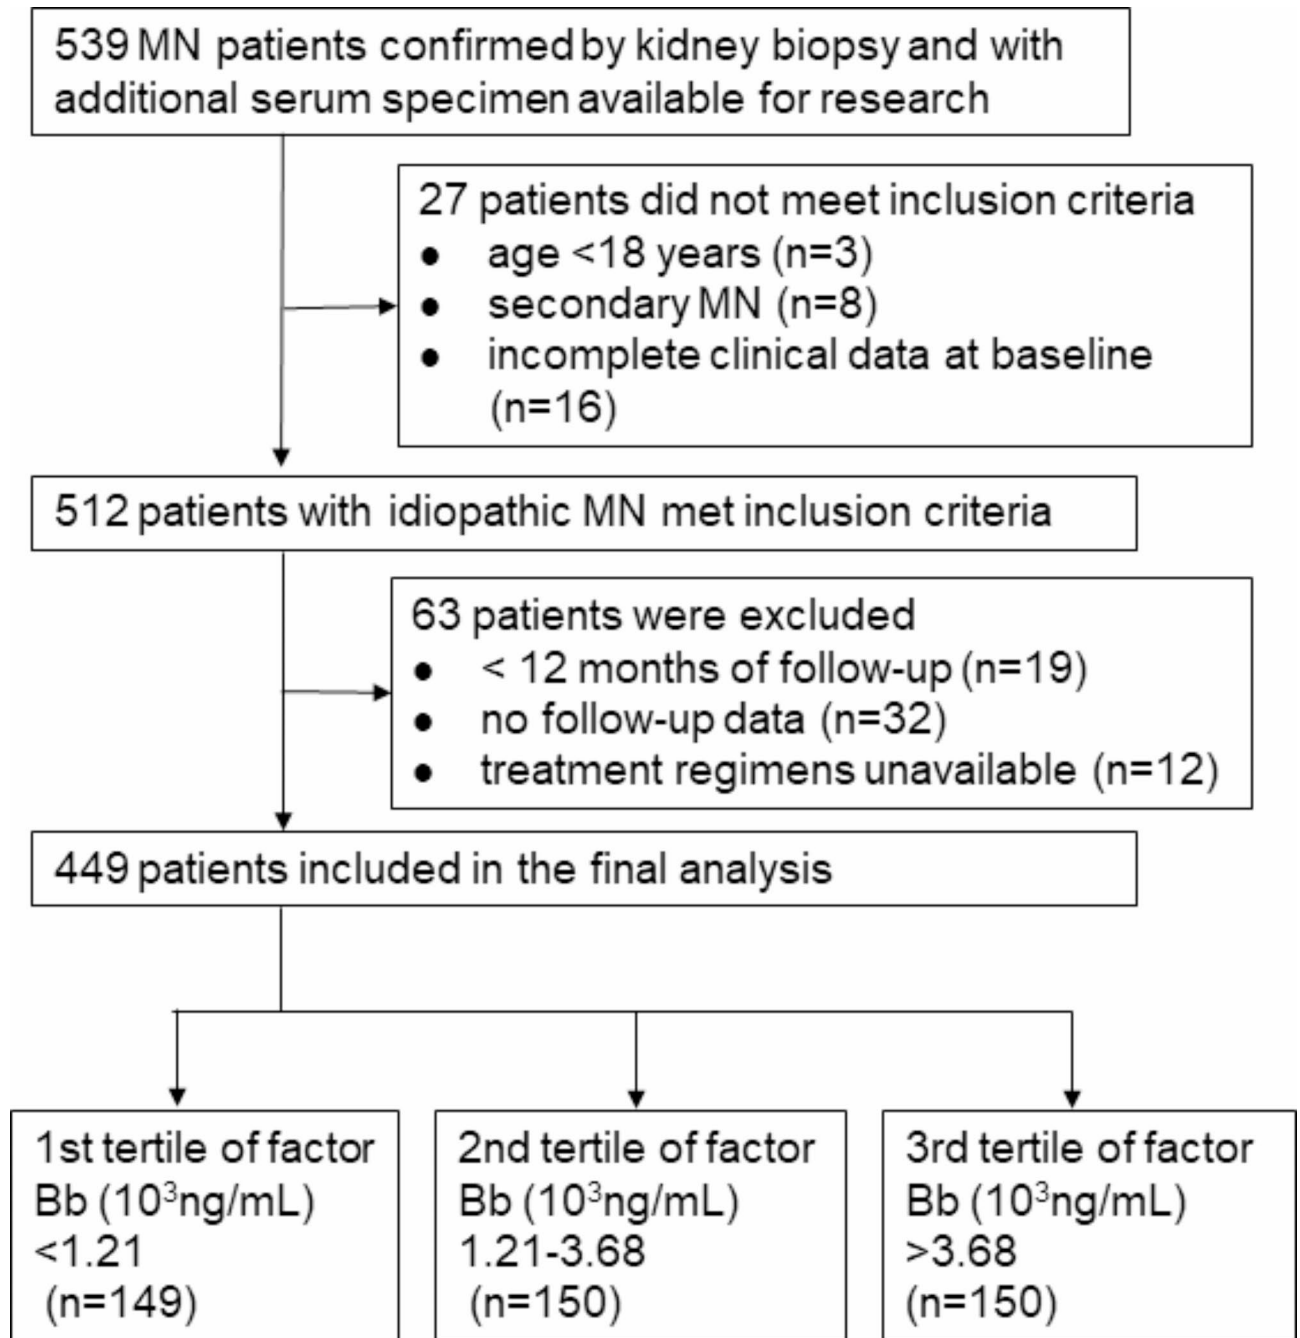 539 MN patients confirmed by kidney biopsy and with
additional serum specimen available for research
27 patients did not meet inclusion criteria
● age <18 years (n=3)
● secondary MN (n=8)
● incomplete clinical data at baseline
(n=16)
512 patients with idiopathic MN met inclusion criteria
63 patients were excluded
● < 12 months of follow-up (n=19)
● no follow-up data (n=32)
● treatment regimens unavailable (n=12)
449 patients included in the final analysis
1st tertile of factor
Bb (10³ng/mL)
<1.21
(n=149)
2nd tertile of factor
Bb (10³ng/mL)
1.21-3.68
(n=150)
3rd tertile of factor
Bb (10³ng/mL)
>3.68
(n=150)